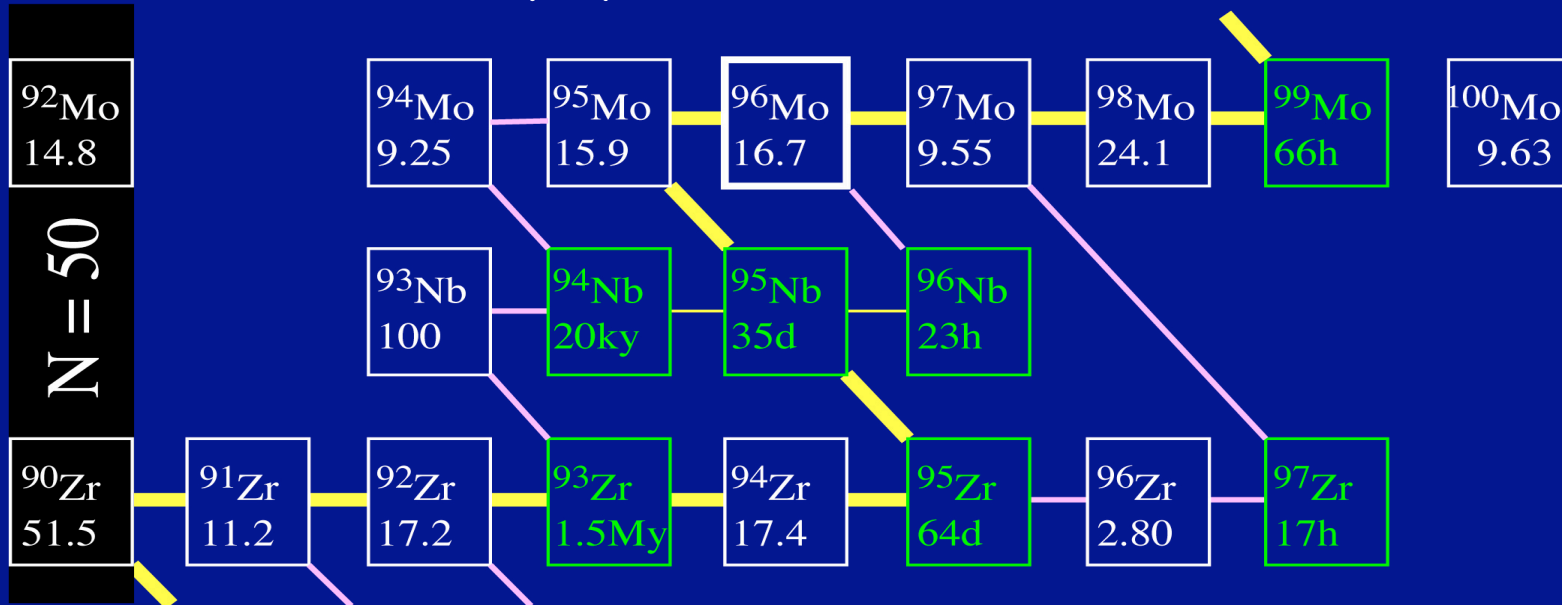 ⁹²Mo
14.8
⁹⁴Mo
9.25
⁹⁵Mo
15.9
⁹⁶Mo
16.7
⁹⁷Mo
9.55
⁹⁸Mo
24.1
⁹⁹Mo
66h
¹⁰⁰Mo
9.63
N = 50
⁹³Nb
100
⁹⁴Nb
20ky
⁹⁵Nb
35d
⁹⁶Nb
23h
⁹⁰Zr
51.5
⁹¹Zr
11.2
⁹²Zr
17.2
⁹³Zr
1.5My
⁹⁴Zr
17.4
⁹⁵Zr
64d
⁹⁶Zr
2.80
⁹⁷Zr
17h